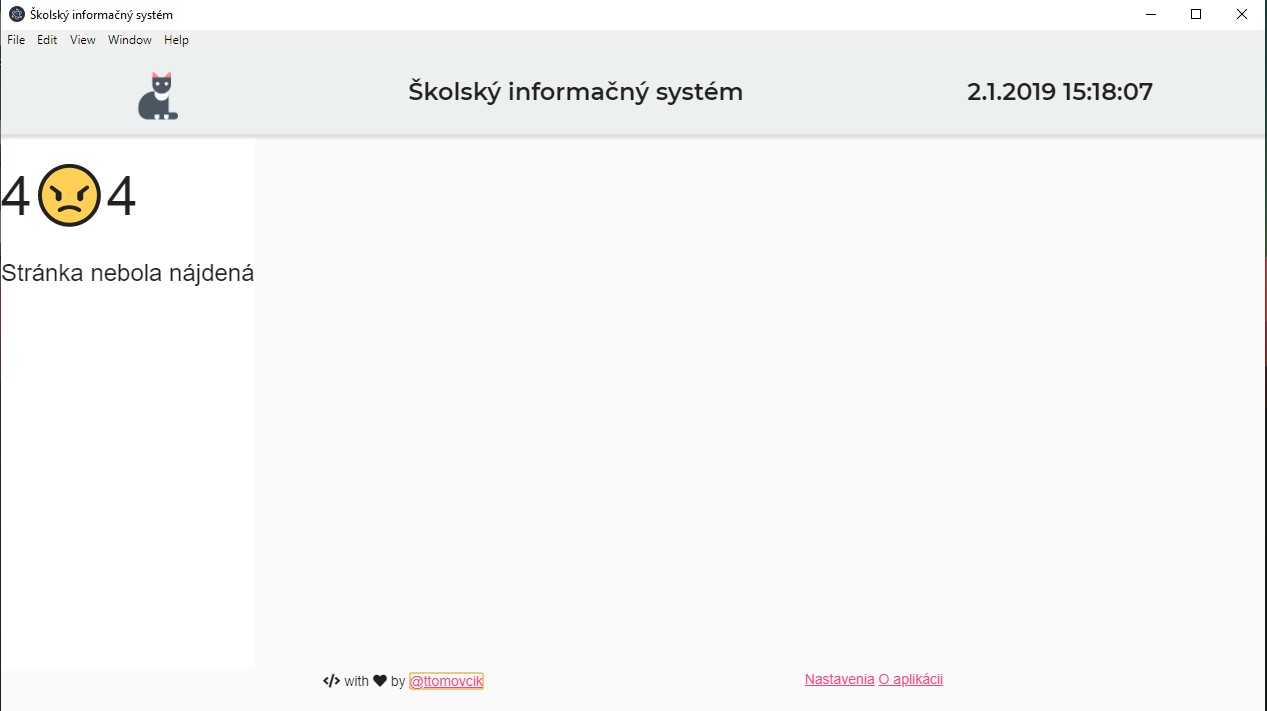 Školský informačný systém
File Edit View Window Help
Školský informačný systém
2.1.2019 15:18:07
4😠4
Stránka nebola nájdená
</> with ♥ by @ttomovcik
Nastavenia O aplikácii